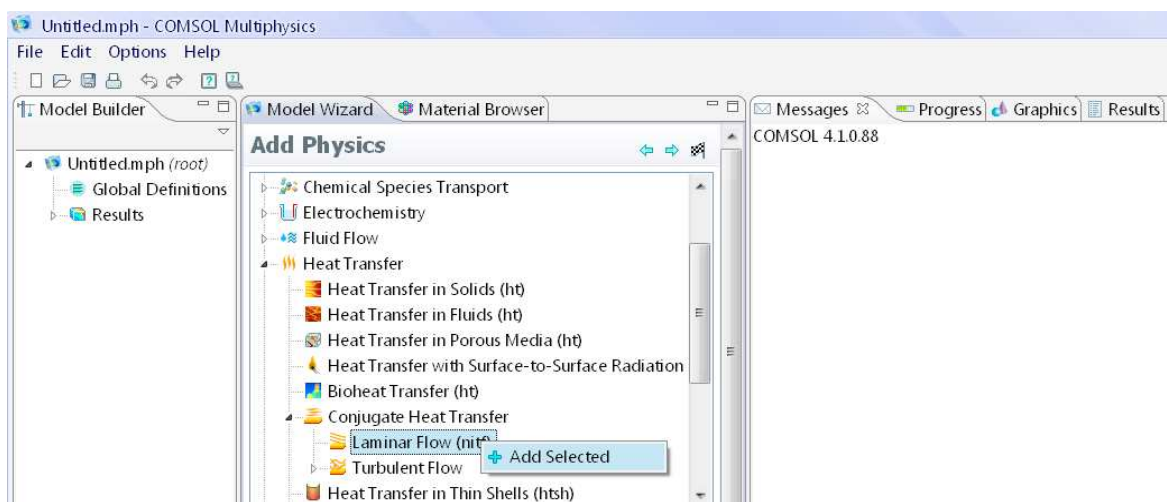 Untitled.mph - COMSOL Multiphysics
File Edit Options Help
Model Builder
Model Wizard Material Browser
Messages Progress Graphics Results
Untitled.mph (root)
Global Definitions
Results
Add Physics
Chemical Species Transport
Electrochemistry
Fluid Flow
Heat Transfer
Heat Transfer in Solids (ht)
Heat Transfer in Fluids (ht)
Heat Transfer in Porous Media (ht)
Heat Transfer with Surface-to-Surface Radiation
Bioheat Transfer (ht)
Conjugate Heat Transfer
Laminar Flow (nitf)
Add Selected
Turbulent Flow
Heat Transfer in Thin Shells (htsh)
COMSOL 4.1.0.88